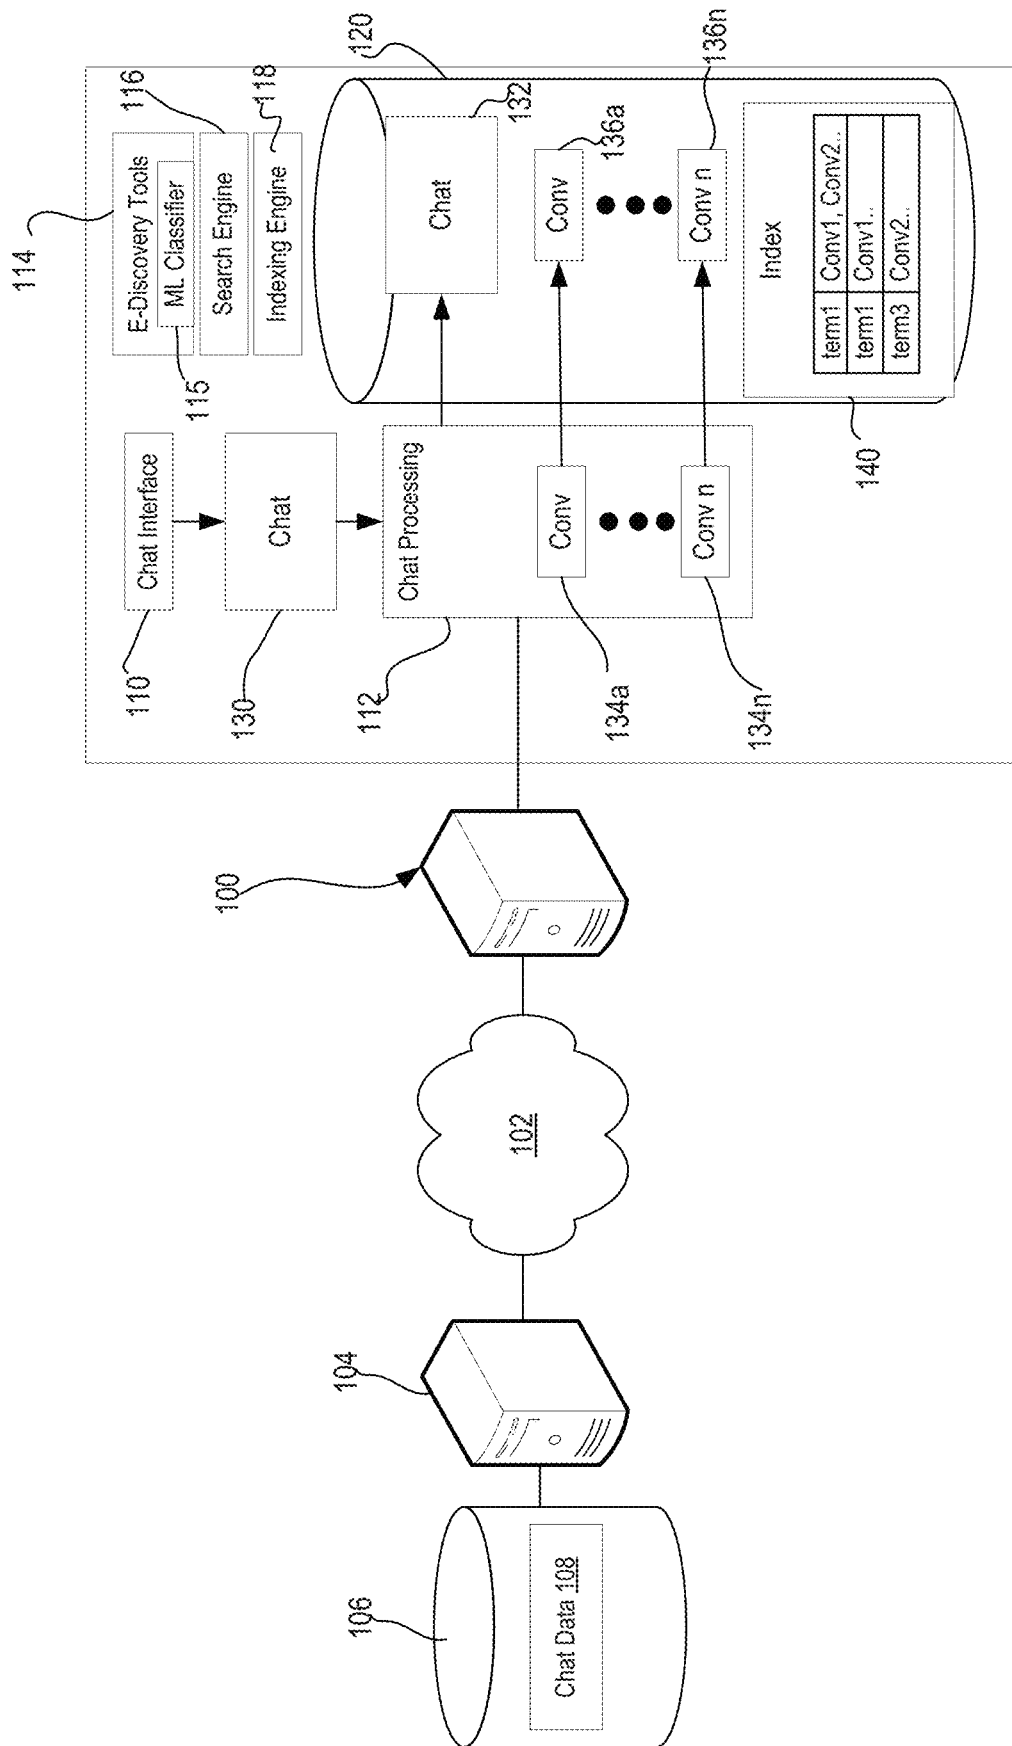 114
E-Discovery Tools
ML Classifier
115
116
Search Engine
118
Indexing Engine
110
Chat Interface
130
Chat
112
Chat Processing
Conv
134a
Conv n
134n
120
Chat
132
Conv
136a
Conv n
136n
Index
term1 Conv1, Conv2..
term1 Conv1..
term3 Conv2..
140
100
102
104
106
Chat Data 108